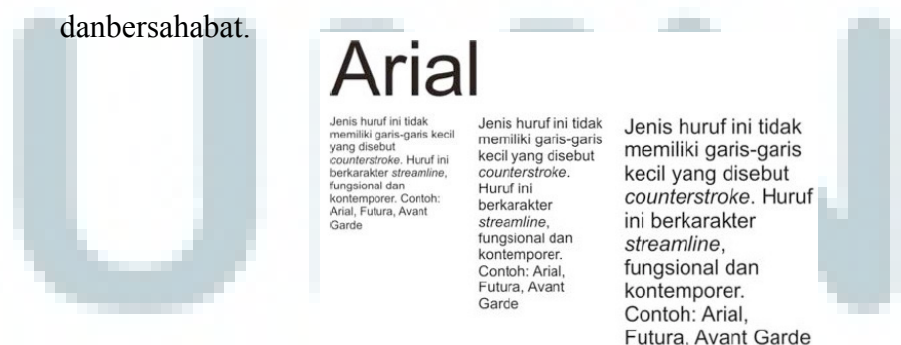 danbersahabat.
Arial
Jenis huruf ini tidak
memiliki garis-garis kecil
yang disebut
counterstroke. Huruf ini
berkarakter streamline,
fungsional dan
kontemporer. Contoh:
Arial, Futura, Avant
Garde
Jenis huruf ini tidak
memiliki garis-garis
kecil yang disebut
counterstroke.
Huruf ini
berkarakter
streamline,
fungsional dan
kontemporer.
Contoh: Arial,
Futura, Avant
Garde
Jenis huruf ini tidak
memiliki garis-garis
kecil yang disebut
counterstroke. Huruf
ini berkarakter
streamline,
fungsional dan
kontemporer.
Contoh: Arial,
Futura, Avant Garde